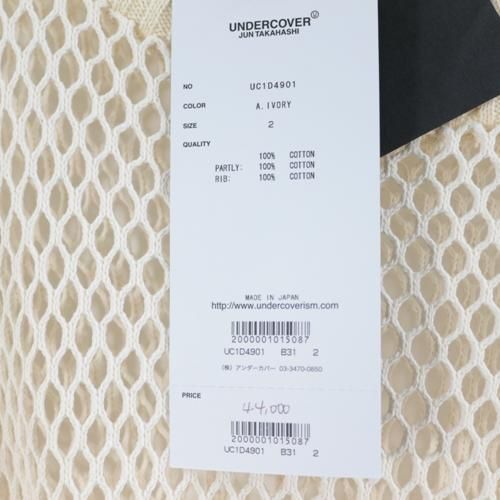 UNDERCOVER
JUN TAKAHASHI
NO UC1D4901
COLOR A.IVORY
SIZE 2
QUALITY
100% COTTON
PARTLY: 100% COTTON
RIB: 100% COTTON
MADE IN JAPAN
http://www.undercoverism.com
2000001015087
UC1D4901 B31 2
(株) アンダーカバー 03-3470-0650
PRICE
44,000
2000001015087
UC1D4901 B31 2